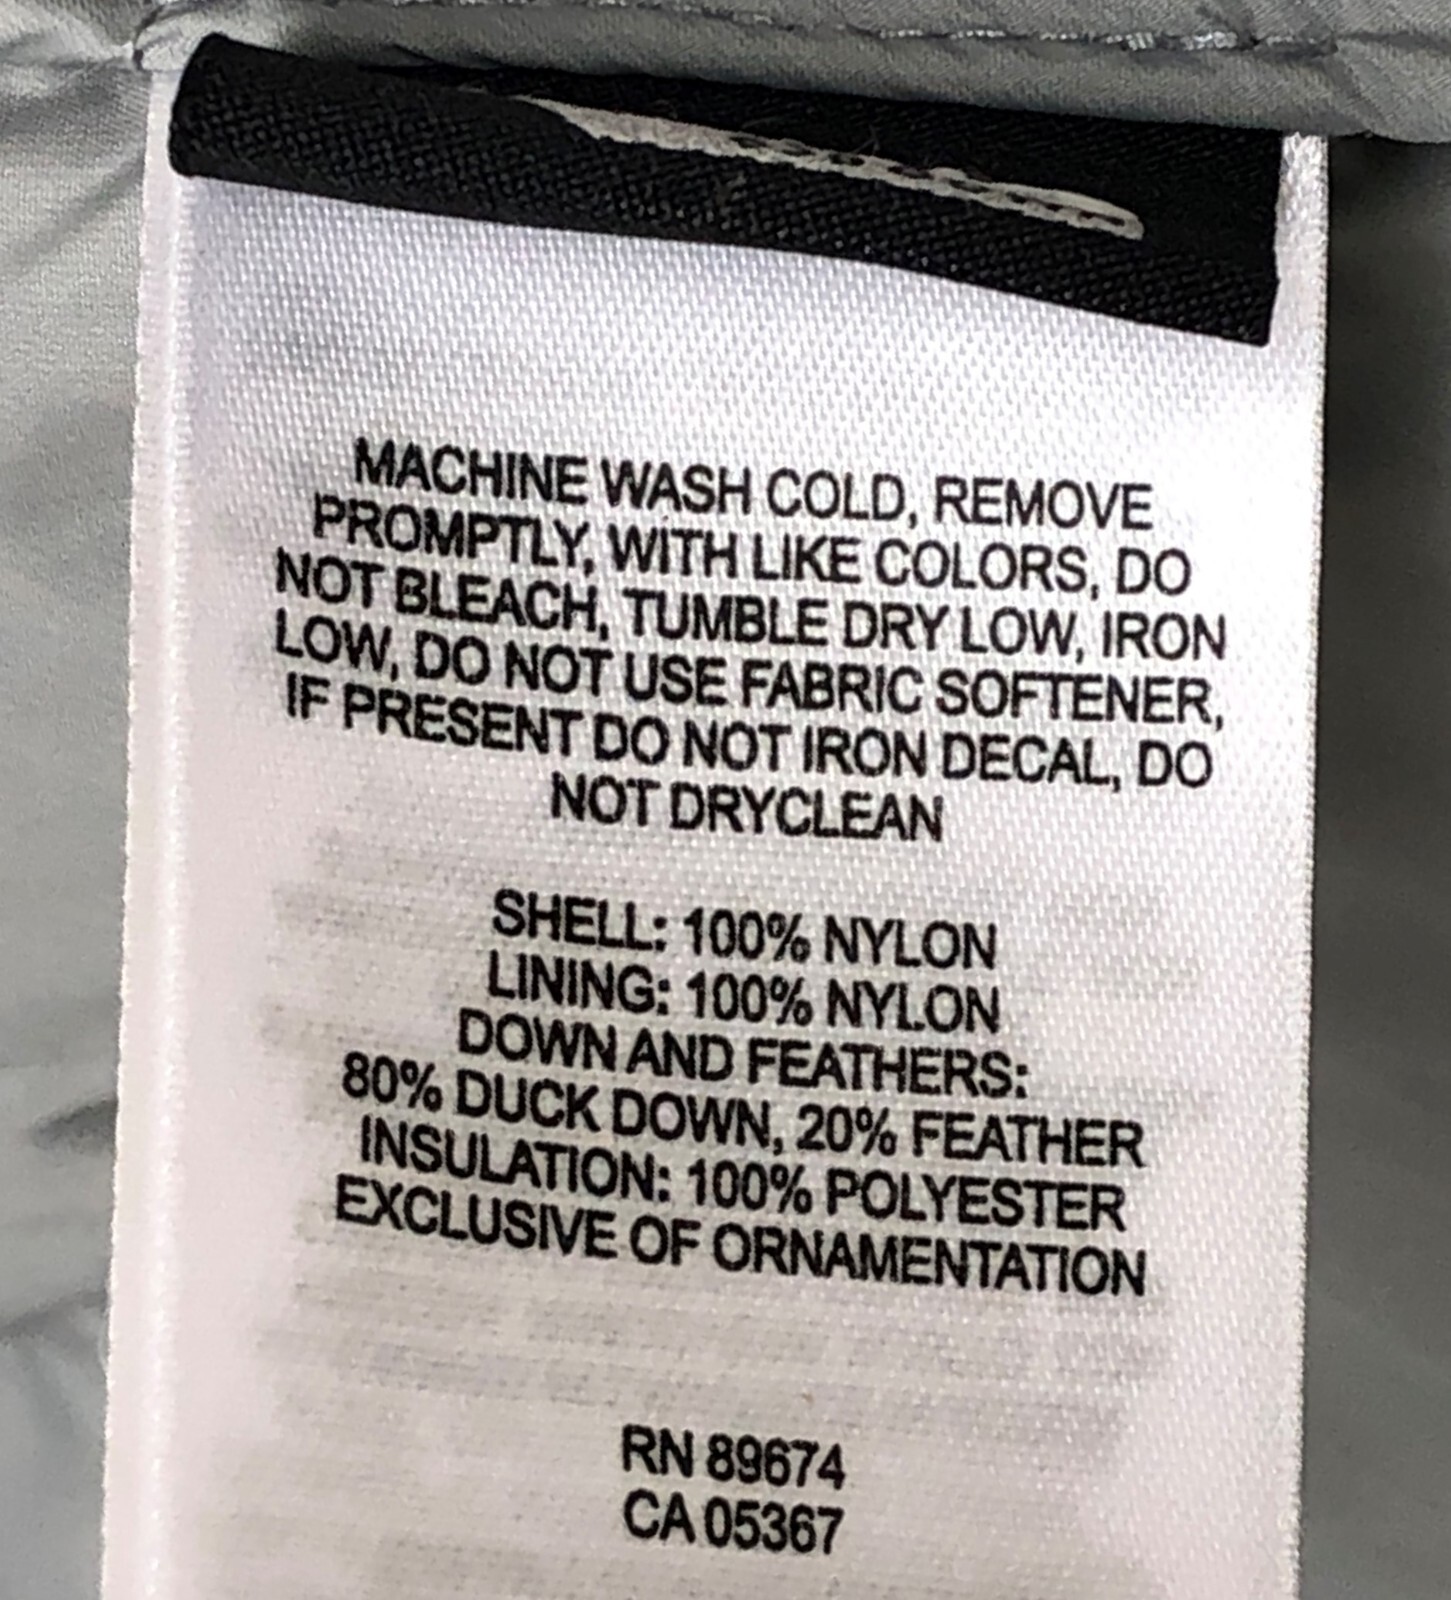 MACHINE WASH COLD, REMOVE
PROMPTLY, WITH LIKE COLORS, DO
NOT BLEACH, TUMBLE DRY LOW, IRON
LOW, DO NOT USE FABRIC SOFTENER,
IF PRESENT DO NOT IRON DECAL, DO
NOT DRYCLEAN
SHELL: 100% NYLON
LINING: 100% NYLON
DOWN AND FEATHERS:
80% DUCK DOWN, 20% FEATHER
INSULATION: 100% POLYESTER
EXCLUSIVE OF ORNAMENTATION
RN 89674
CA 05367